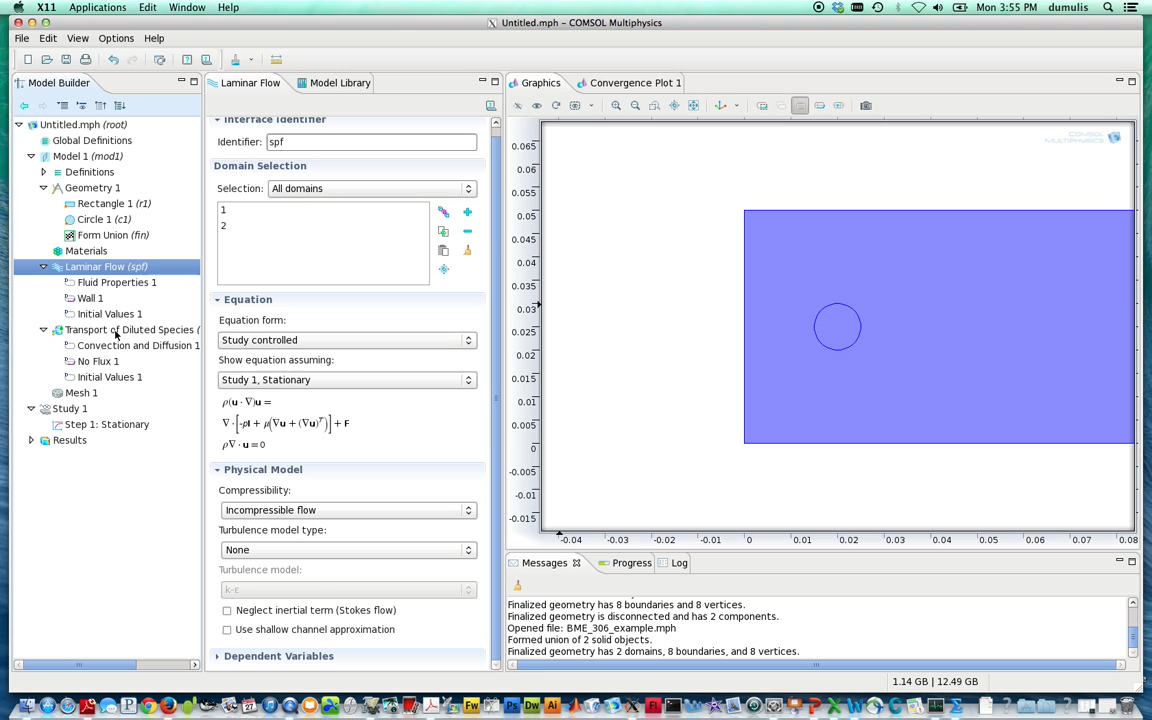 X11 Applications Edit Window Help Mon 3:55 PM dumulis
Untitled.mph — COMSOL Multiphysics
File Edit View Options Help
Model Builder
Laminar Flow
Model Library
Graphics
Convergence Plot 1
Untitled.mph (root)
Global Definitions
Model 1 (mod1)
Definitions
Geometry 1
Rectangle 1 (r1)
Circle 1 (c1)
Form Union (fin)
Materials
Laminar Flow (spf)
Fluid Properties 1
Wall 1
Initial Values 1
Transport of Diluted Species (
Convection and Diffusion 1
No Flux 1
Initial Values 1
Mesh 1
Study 1
Step 1: Stationary
Results
Interface Identifier
Identifier: spf
Domain Selection
Selection: All domains
1
2
Equation
Equation form:
Study controlled
Show equation assuming:
Study 1, Stationary
ρ(u · ∇)u =
∇ · [-pI + μ(∇u + (∇u)ᵀ)] + F
ρ∇ · u = 0
Physical Model
Compressibility:
Incompressible flow
Turbulence model type:
None
Turbulence model:
k-ε
Neglect inertial term (Stokes flow)
Use shallow channel approximation
Dependent Variables
COMSOL
MULTIPHYSICS
0.065
0.06
0.055
0.05
0.045
0.04
0.035
0.03
0.025
0.02
0.015
0.01
0.005
0
-0.005
-0.01
-0.015
-0.04 -0.03 -0.02 -0.01 0 0.01 0.02 0.03 0.04 0.05 0.06 0.07 0.08
Messages
Progress
Log
Finalized geometry has 8 boundaries and 8 vertices.
Finalized geometry is disconnected and has 2 components.
Opened file: BME_306_example.mph
Formed union of 2 solid objects.
Finalized geometry has 2 domains, 8 boundaries, and 8 vertices.
1.14 GB | 12.49 GB
Fw Ps Dw Ai Fl